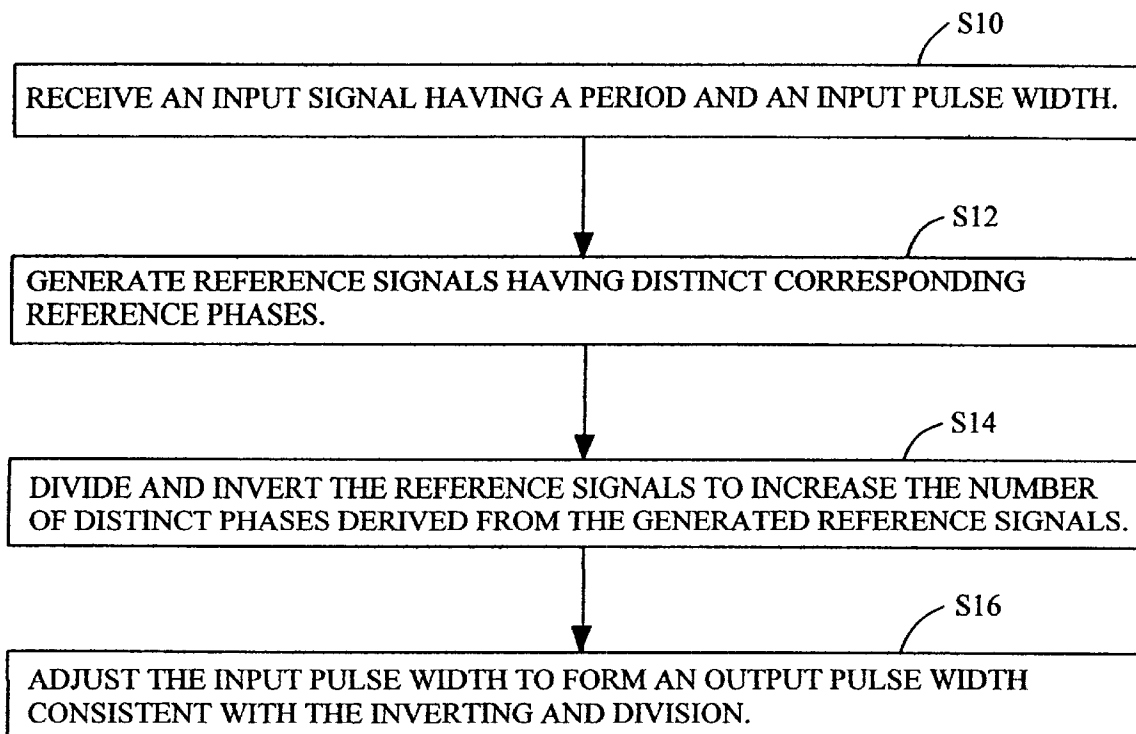 S10
RECEIVE AN INPUT SIGNAL HAVING A PERIOD AND AN INPUT PULSE WIDTH.
S12
GENERATE REFERENCE SIGNALS HAVING DISTINCT CORRESPONDING
REFERENCE PHASES.
S14
DIVIDE AND INVERT THE REFERENCE SIGNALS TO INCREASE THE NUMBER
OF DISTINCT PHASES DERIVED FROM THE GENERATED REFERENCE SIGNALS.
S16
ADJUST THE INPUT PULSE WIDTH TO FORM AN OUTPUT PULSE WIDTH
CONSISTENT WITH THE INVERTING AND DIVISION.